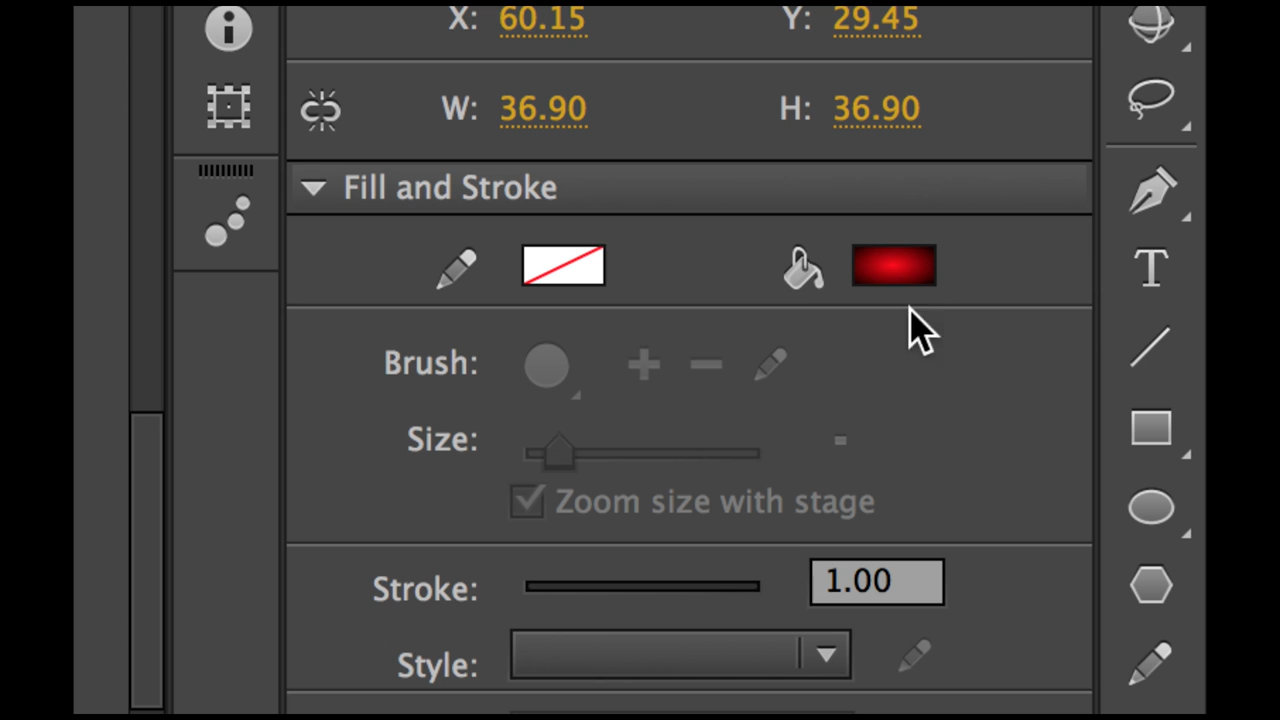 X: 60.15 Y: 29.45
W: 36.90 H: 36.90
Fill and Stroke
T
Brush:
Size:
Zoom size with stage
Stroke: 1.00
Style: